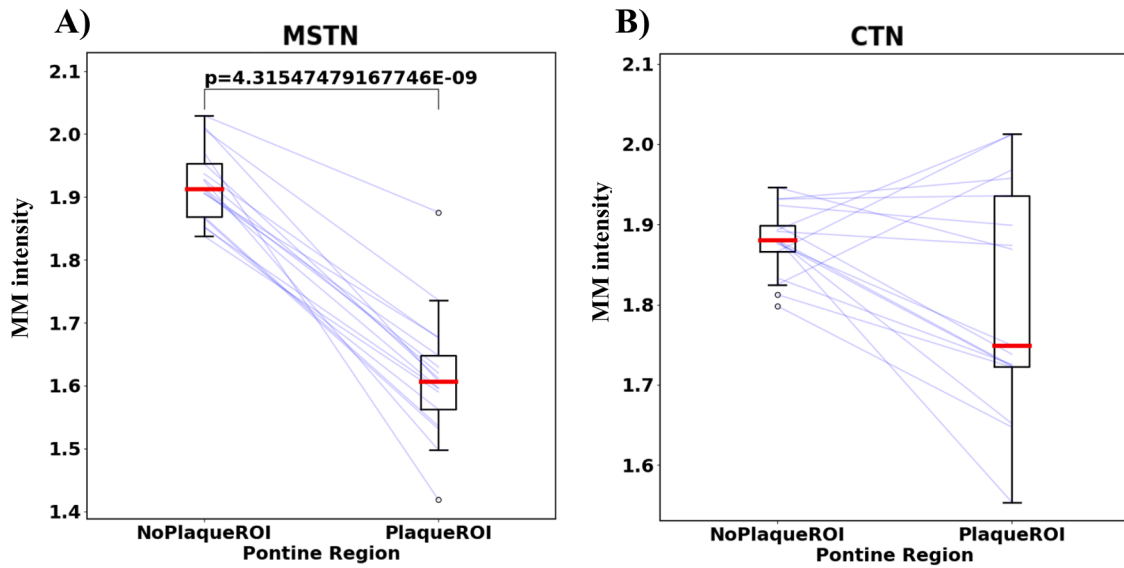 A)
MSTN
2.1
p=4.31547479167746E-09
2.0
1.9
1.8
1.7
1.6
1.5
1.4
MM intensity
NoPlaqueROI PlaqueROI
Pontine Region
B)
CTN
2.1
2.0
1.9
1.8
1.7
1.6
MM intensity
NoPlaqueROI PlaqueROI
Pontine Region